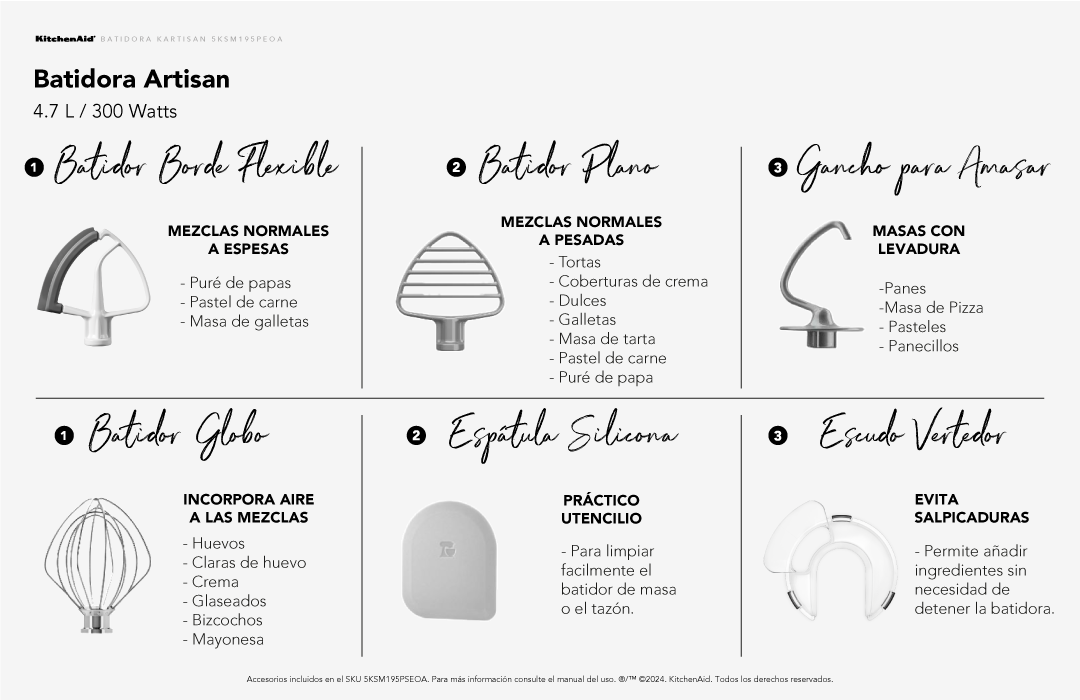 KitchenAid® BATIDORA KARTISAN 5KSM195PEOA
Batidora Artisan
4.7 L / 300 Watts
1 Batidor Borde Flexible
MEZCLAS NORMALES
A ESPESAS
- Puré de papas
- Pastel de carne
- Masa de galletas
2 Batidor Plano
MEZCLAS NORMALES
A PESADAS
- Tortas
- Coberturas de crema
- Dulces
- Galletas
- Masa de tarta
- Pastel de carne
- Puré de papa
3 Gancho para Amasar
MASAS CON
LEVADURA
-Panes
-Masa de Pizza
- Pasteles
- Panecillos
1 Batidor Globo
INCORPORA AIRE
A LAS MEZCLAS
- Huevos
- Claras de huevo
- Crema
- Glaseados
- Bizcochos
- Mayonesa
2 Espátula Silicona
PRÁCTICO
UTENCILIO
- Para limpiar
facilmente el
batidor de masa
o el tazón.
3 Escudo Vertedor
EVITA
SALPICADURAS
- Permite añadir
ingredientes sin
necesidad de
detener la batidora.
Accesorios incluidos en el SKU 5KSM195PSEOA. Para más información consulte el manual del uso. ®/™ ©2024. KitchenAid. Todos los derechos reservados.